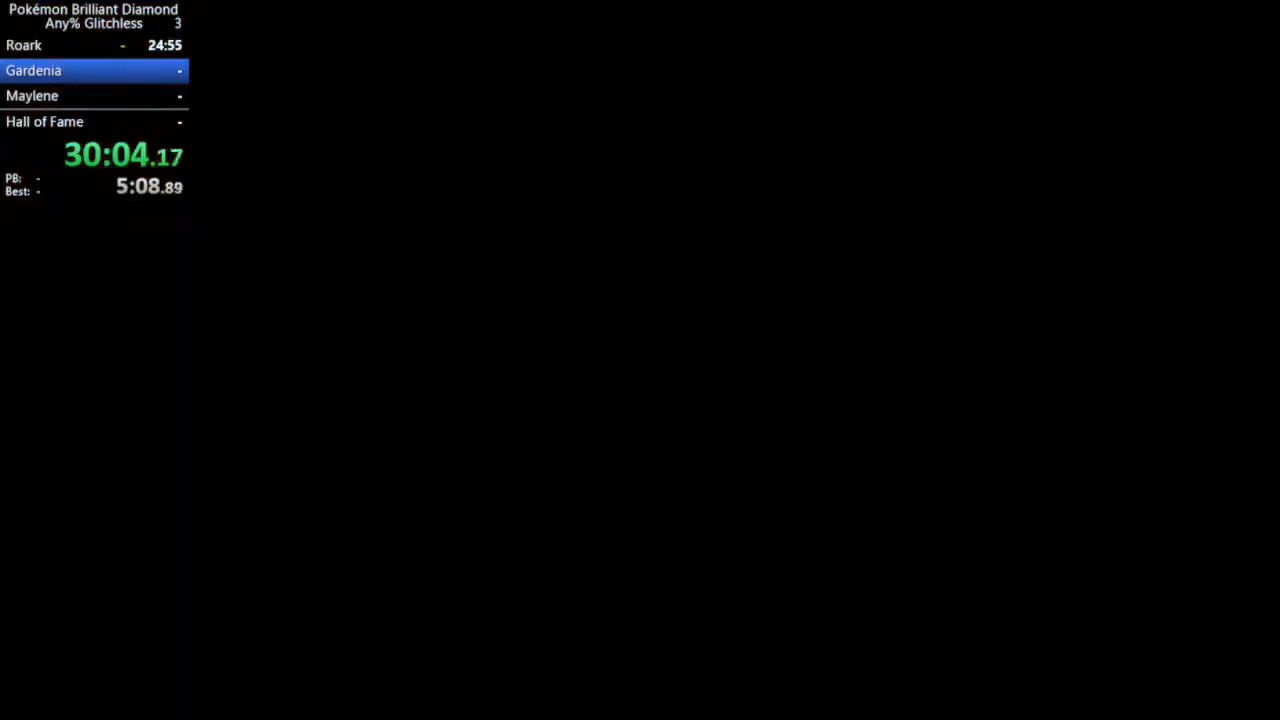 Pokémon Brilliant Diamond
Any% Glitchless 3
Roark - 24:55
Gardenia -
Maylene -
Hall of Fame -
30:04.17
PB: -
5:08.89
Best: -